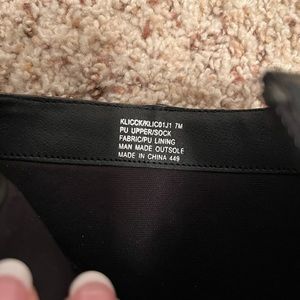 KLICCK/KLIC01J1 7M
PU UPPER/SOCK
FABRIC/PU LINING
MAN MADE OUTSOLE
MADE IN CHINA 449